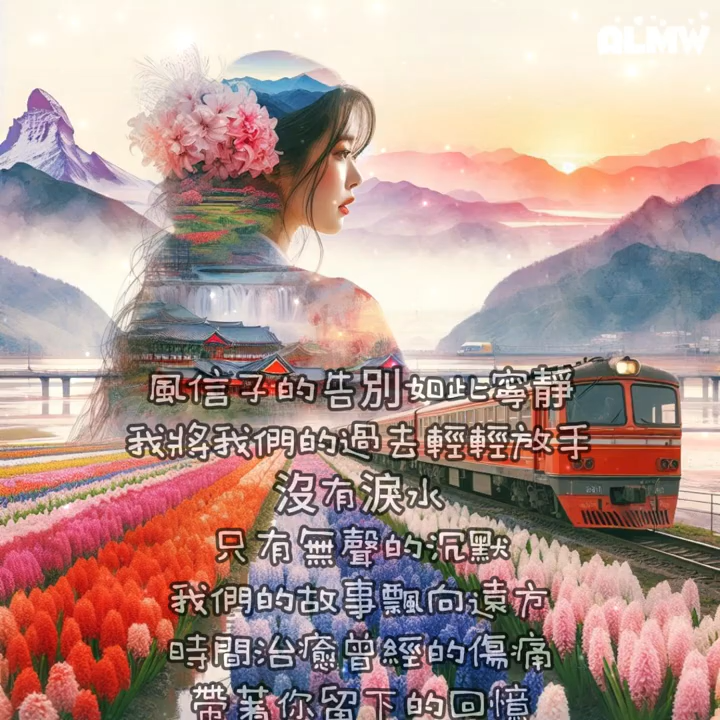 ALMW
風信子的告別如此寧靜
我將我們的過去輕輕放手
沒有淚水
只有無聲的沉默
我們的故事飄向遠方
時間治癒曾經的傷痛
帶著你留下的回憶